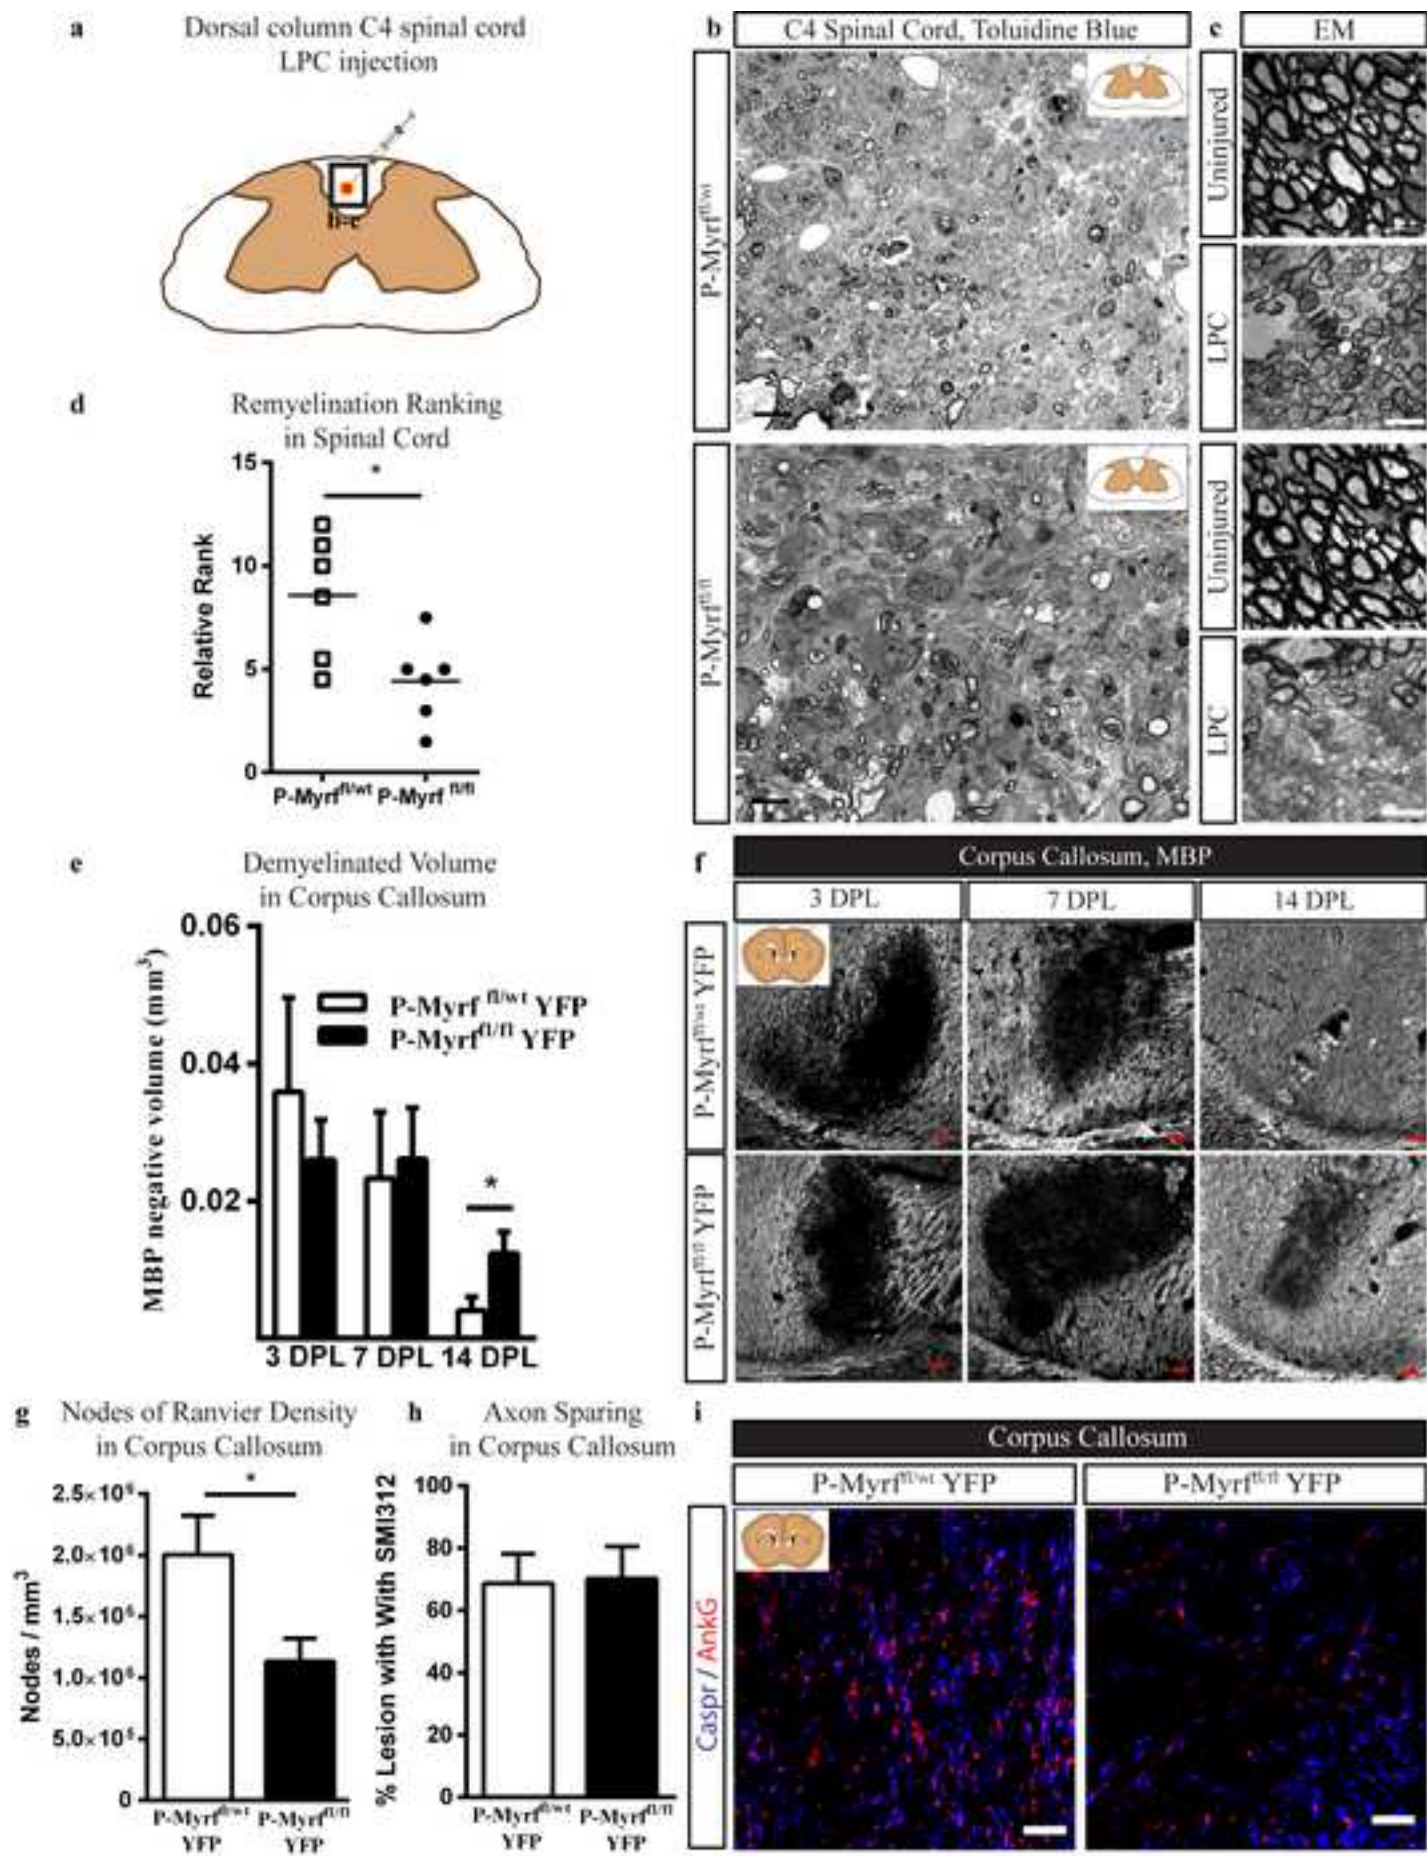 a
Dorsal column C4 spinal cord
LPC injection
b-c
b
C4 Spinal Cord, Toluidine Blue
P-Myrf^fl/wt
P-Myrf^fl/fl
c
EM
Uninjured
LPC
Uninjured
LPC
d
Remyelination Ranking
in Spinal Cord
Relative Rank
15
*
10
5
0
P-Myrf^fl/wt P-Myrf^fl/fl
e
Demyelinated Volume
in Corpus Callosum
MBP negative volume (mm³)
0.06
0.04
0.02
P-Myrf^fl/wt YFP
P-Myrf^fl/fl YFP
*
3 DPL 7 DPL 14 DPL
f
Corpus Callosum, MBP
3 DPL
7 DPL
14 DPL
P-Myrf^fl/wt YFP
P-Myrf^fl/fl YFP
g
Nodes of Ranvier Density
in Corpus Callosum
Nodes / mm³
*
2.5×10⁶
2.0×10⁶
1.5×10⁶
1.0×10⁶
5.0×10⁵
0
P-Myrf^fl/wt
YFP
P-Myrf^fl/fl
YFP
h
Axon Sparing
in Corpus Callosum
% Lesion with With SMI312
100
80
60
40
20
0
P-Myrf^fl/wt
YFP
P-Myrf^fl/fl
YFP
i
Corpus Callosum
P-Myrf^fl/wt YFP
P-Myrf^fl/fl YFP
Caspr / AnkG